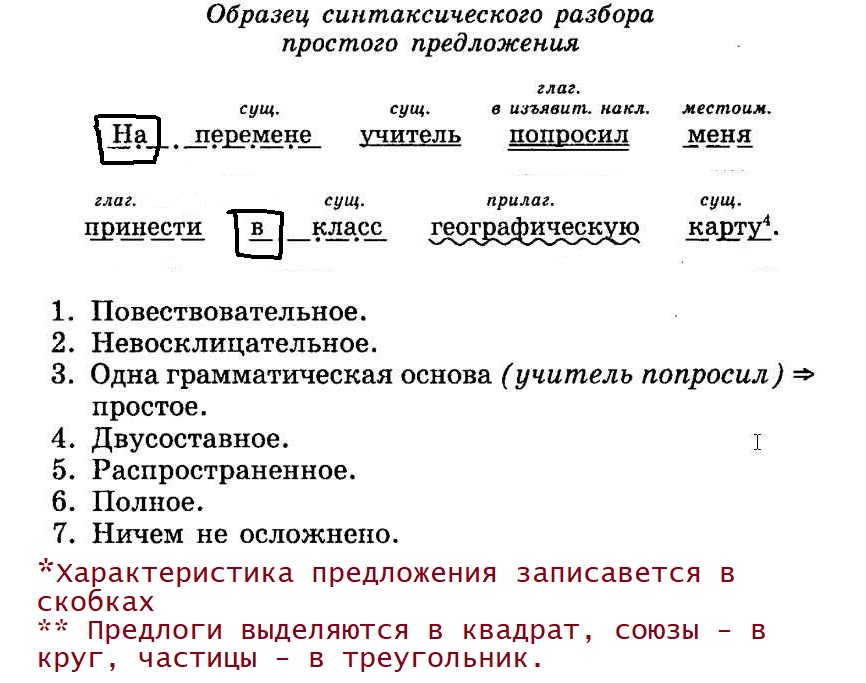 Образец синтаксического разбора
простого предложения
глаг.
сущ. сущ. в изъявит. накл. местоим.
На перемене учитель попросил меня
глаг. сущ. прилаг. сущ.
принести в класс географическую карту⁴.
1. Повествовательное.
2. Невосклицательное.
3. Одна грамматическая основа (учитель попросил) ⇒
простое.
4. Двусоставное.
5. Распространенное.
6. Полное.
7. Ничем не осложнено.
*Характеристика предложения записавется в
скобках
** Предлоги выделяются в квадрат, союзы - в
круг, частицы - в треугольник.